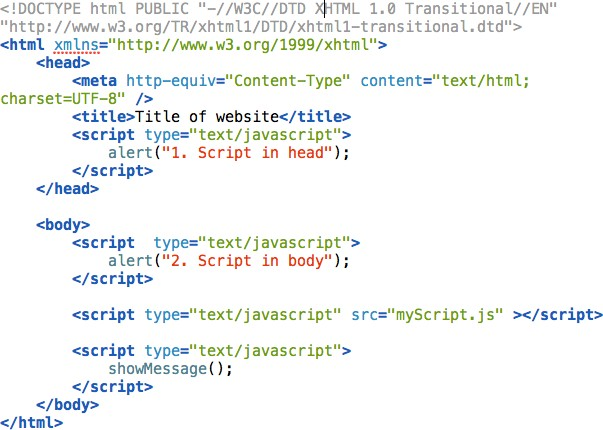 <!DOCTYPE html PUBLIC "-//W3C//DTD XHTML 1.0 Transitional//EN"
"http://www.w3.org/TR/xhtml1/DTD/xhtml1-transitional.dtd">
<html xmlns="http://www.w3.org/1999/xhtml">
    <head>
        <meta http-equiv="Content-Type" content="text/html;
charset=UTF-8" />
        <title>Title of website</title>
        <script type="text/javascript">
            alert("1. Script in head");
        </script>
    </head>

    <body>
        <script  type="text/javascript">
            alert("2. Script in body");
        </script>

        <script type="text/javascript" src="myScript.js" ></script>

        <script type="text/javascript">
            showMessage();
        </script>
    </body>
</html>